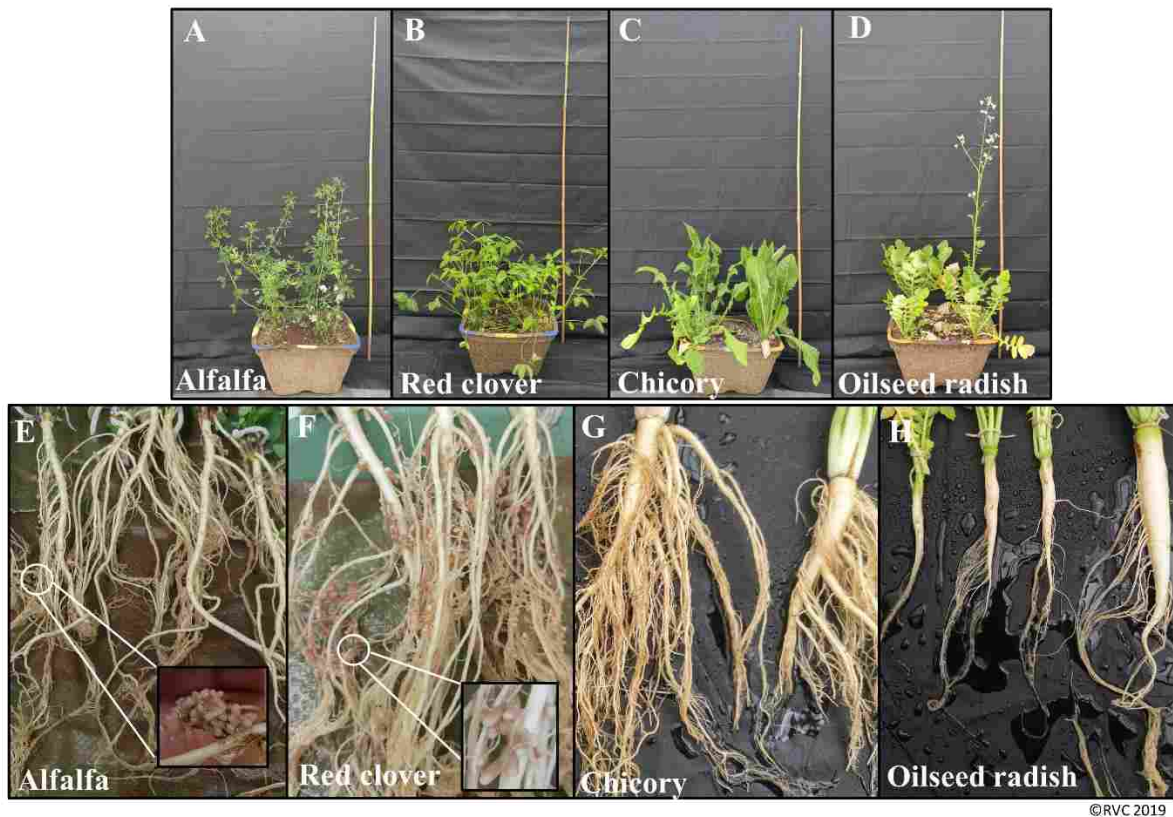 A
B
C
D
Alfalfa
Red clover
Chicory
Oilseed radish
E
F
G
H
Alfalfa
Red clover
Chicory
Oilseed radish
©RVC 2019